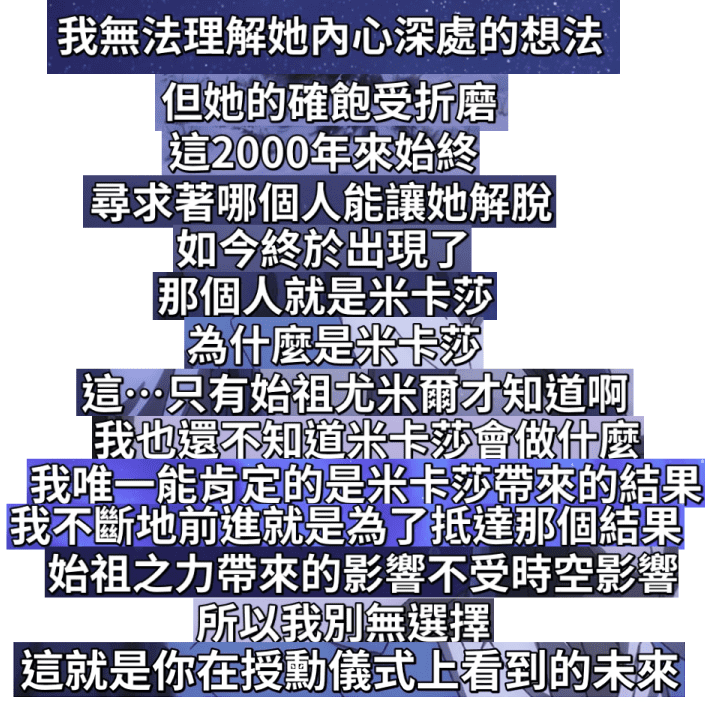 我無法理解她內心深處的想法
但她的確飽受折磨
這2000年來始終
尋求著哪個人能讓她解脫
如今終於出現了
那個人就是米卡莎
為什麼是米卡莎
這…只有始祖尤米爾才知道啊
我也還不知道米卡莎會做什麼
我唯一能肯定的是米卡莎帶來的結果
我不斷地前進就是為了抵達那個結果
始祖之力帶來的影響不受時空影響
所以我別無選擇
這就是你在授勳儀式上看到的未來